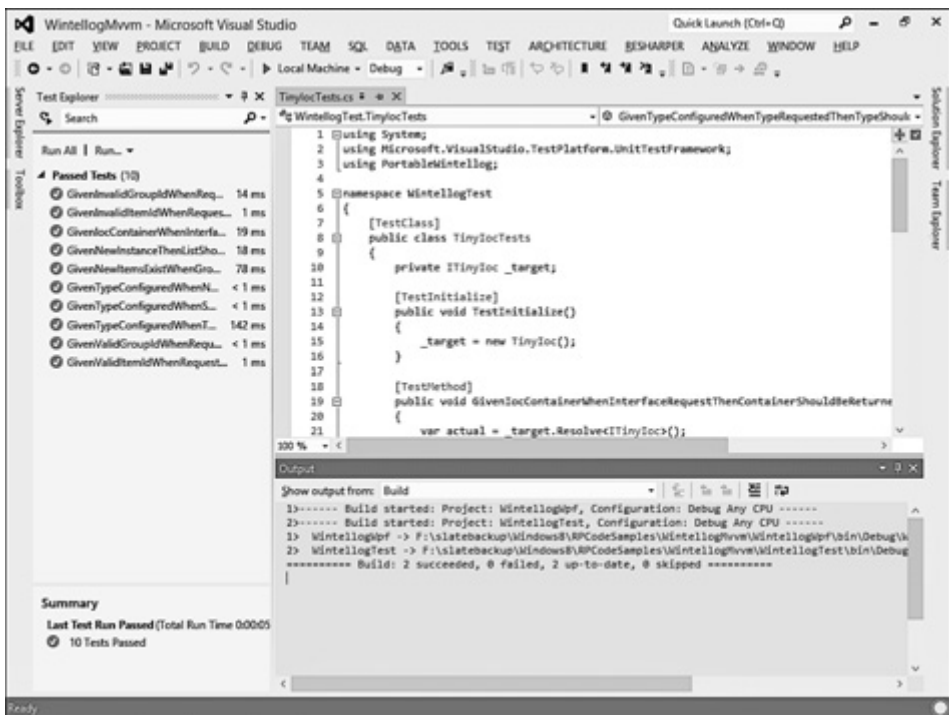 WintellogMvvm - Microsoft Visual Studio
Quick Launch (Ctrl+Q)
FILE EDIT VIEW PROJECT BUILD DEBUG TEAM SQL DATA TOOLS TEST ARCHITECTURE RESHARPER ANALYZE WINDOW HELP
Local Machine Debug
Server Explorer
Toolbox
Test Explorer
Search
Run All | Run...
Passed Tests (10)
GivenInvalidGroupIdWhenReq... 14 ms
GivenInvalidItemIdWhenReques... 1 ms
GivenIocContainerWhenInterfa... 19 ms
GivenNewInstanceThenListSho... 18 ms
GivenNewItemsExistWhenGro... 78 ms
GivenTypeConfiguredWhenN... < 1 ms
GivenTypeConfiguredWhenS... < 1 ms
GivenTypeConfiguredWhenT... 142 ms
GivenValidGroupIdWhenRequ... < 1 ms
GivenValidItemIdWhenRequest... 1 ms
Summary
Last Test Run Passed (Total Run Time 0:00:05
10 Tests Passed
TinyIocTests.cs
WintellogTest.TinyIocTests
GivenTypeConfiguredWhenTypeRequestedThenTypeShoulc
1 using System;
2 using Microsoft.VisualStudio.TestPlatform.UnitTestFramework;
3 using PortableWintellog;
4
5 namespace WintellogTest
6 {
7 [TestClass]
8 public class TinyIocTests
9 {
10 private ITinyIoc _target;
11
12 [TestInitialize]
13 public void TestInitialize()
14 {
15 _target = new TinyIoc();
16 }
17
18 [TestMethod]
19 public void GivenIocContainerWhenInterfaceRequestThenContainerShouldBeReturne
20 {
21 var actual = _target.Resolve<ITinyIoc>();
100 %
Output
Show output from: Build
1>------ Build started: Project: WintellogWpf, Configuration: Debug Any CPU ------
2>------ Build started: Project: WintellogTest, Configuration: Debug Any CPU ------
1> WintellogWpf -> F:\slatebackup\Windows8\RPCodeSamples\WintellogMvvm\WintellogWpf\bin\Debug\W
2> WintellogTest -> F:\slatebackup\Windows8\RPCodeSamples\WintellogMvvm\WintellogTest\bin\Debug
========== Build: 2 succeeded, 0 failed, 2 up-to-date, 0 skipped ==========
Solution Explorer
Team Explorer
Ready